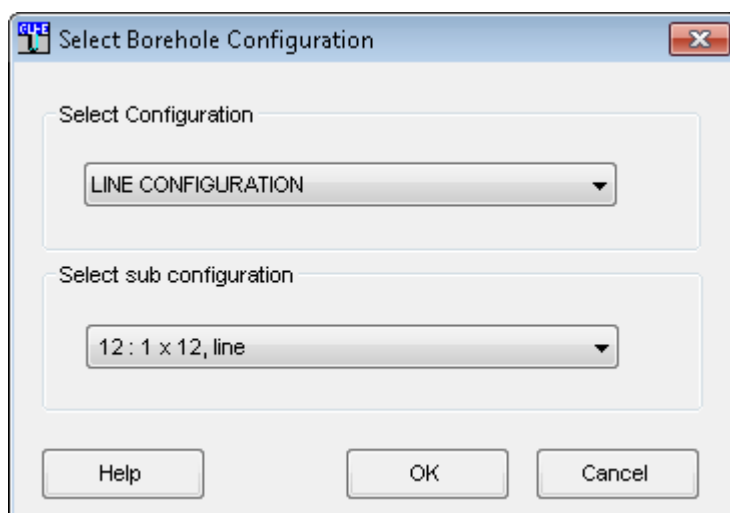 Select Borehole Configuration
Select Configuration
LINE CONFIGURATION
Select sub configuration
12 : 1 x 12, line
Help
OK
Cancel